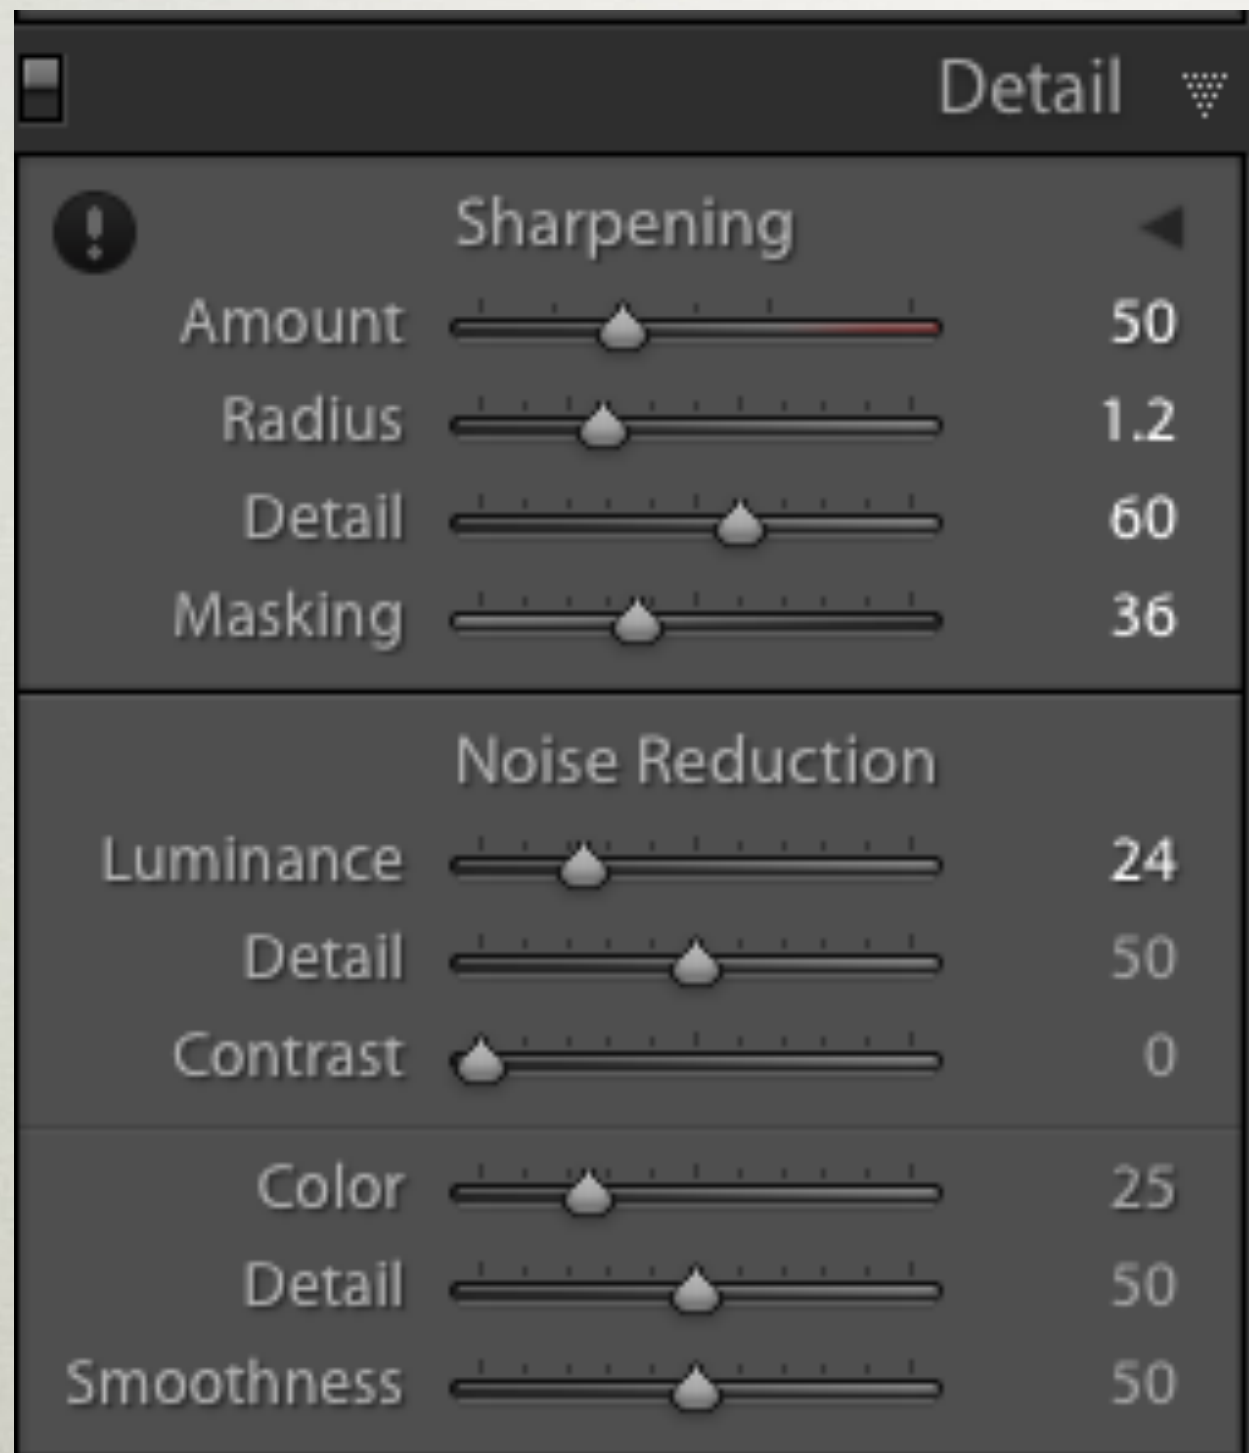 Detail
Sharpening
Amount 50
Radius 1.2
Detail 60
Masking 36
Noise Reduction
Luminance 24
Detail 50
Contrast 0
Color 25
Detail 50
Smoothness 50